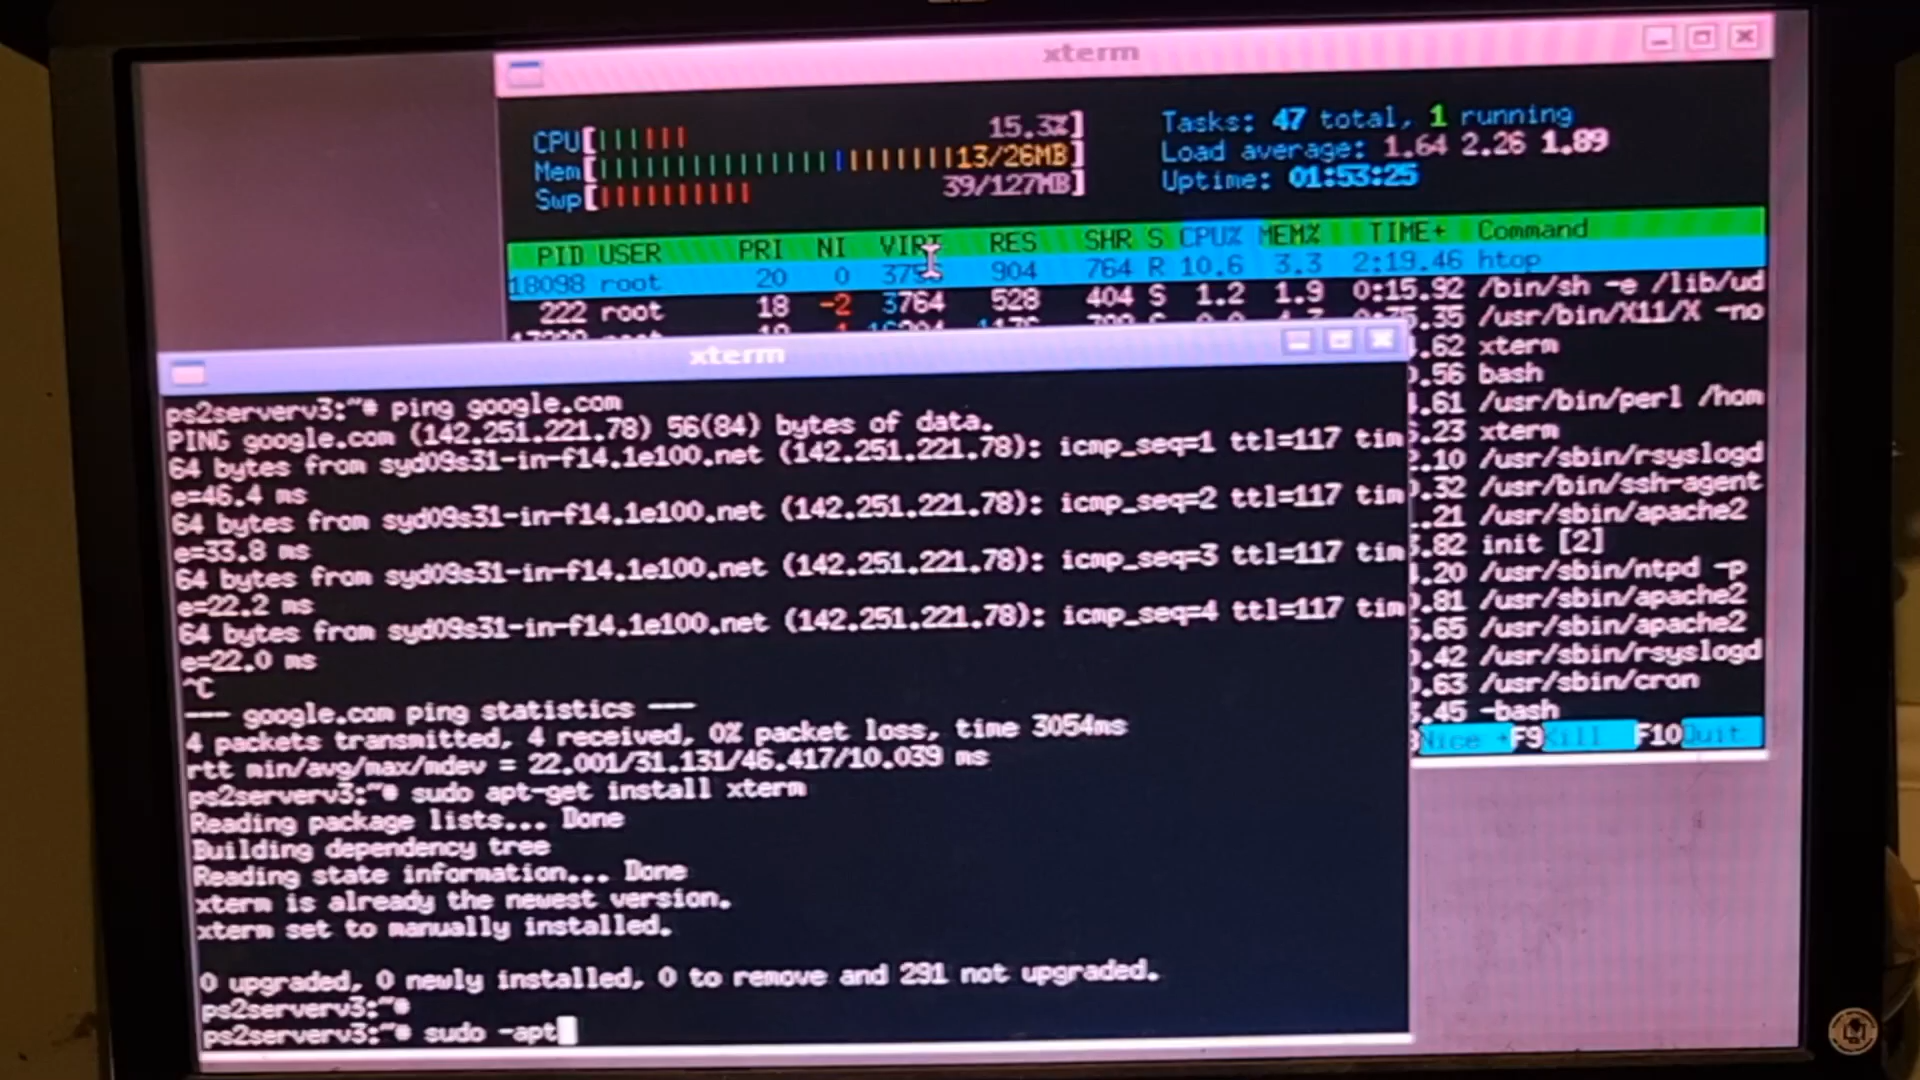 xterm
CPU[ 15.3%]
Mem[ 13/26MB]
Swp[ 39/127MB]
Tasks: 47 total, 1 running
Load average: 1.64 2.26 1.89
Uptime: 01:53:25
PID USER PRI NI VIRT RES SHR S CPU% MEM% TIME+ Command
18098 root 20 0 3756 904 764 R 10.6 3.3 2:19.46 htop
222 root 18 -2 3764 528 404 S 1.2 1.9 0:15.92 /bin/sh -e /lib/ud
.35 /usr/bin/X11/X -no
.62 xterm
.56 bash
.61 /usr/bin/perl /hom
.23 xterm
.10 /usr/sbin/rsyslogd
.32 /usr/bin/ssh-agent
.21 /usr/sbin/apache2
.82 init [2]
.20 /usr/sbin/ntpd -p
.81 /usr/sbin/apache2
.65 /usr/sbin/apache2
.42 /usr/sbin/rsyslogd
.63 /usr/sbin/cron
.45 -bash
Nice +F9Kill F10Quit
xterm
ps2serverv3:~# ping google.com
PING google.com (142.251.221.78) 56(84) bytes of data.
64 bytes from syd09s31-in-f14.1e100.net (142.251.221.78): icmp_seq=1 ttl=117 tim
e=46.4 ms
64 bytes from syd09s31-in-f14.1e100.net (142.251.221.78): icmp_seq=2 ttl=117 tim
e=33.8 ms
64 bytes from syd09s31-in-f14.1e100.net (142.251.221.78): icmp_seq=3 ttl=117 tim
e=22.2 ms
64 bytes from syd09s31-in-f14.1e100.net (142.251.221.78): icmp_seq=4 ttl=117 tim
e=22.0 ms
^C
--- google.com ping statistics ---
4 packets transmitted, 4 received, 0% packet loss, time 3054ms
rtt min/avg/max/mdev = 22.001/31.131/46.417/10.039 ms
ps2serverv3:~# sudo apt-get install xterm
Reading package lists... Done
Building dependency tree
Reading state information... Done
xterm is already the newest version.
xterm set to manually installed.
0 upgraded, 0 newly installed, 0 to remove and 291 not upgraded.
ps2serverv3:~#
ps2serverv3:~# sudo -apt